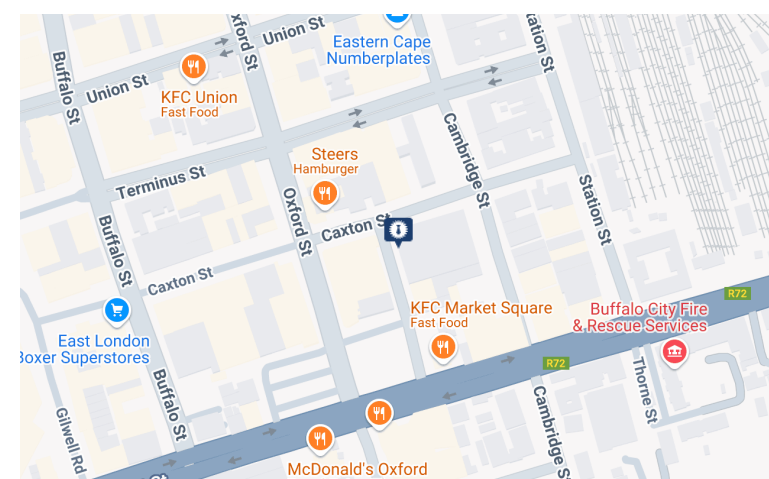 xford St
Union St
Eastern Cape
Numberplates
tation St
Buffalo St
Union St
KFC Union
Fast Food
Cambridge St
Steers
Hamburger
Terminus St
Oxford St
Station St
Buffalo St
Caxton St
Caxton St
R72
KFC Market Square
Fast Food
Buffalo City Fire
& Rescue Services
East London
Boxer Superstores
R72
Buffalo St
Thorne St
Gilwell Rd
Cambridge S
McDonald's Oxford
St